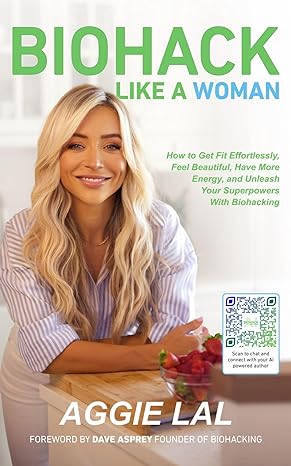 BIOHACK
LIKE A WOMAN
How to Get Fit Effortlessly,
Feel Beautiful, Have More
Energy, and Unleash
Your Superpowers
With Biohacking
Scan to chat and
connect with your AI
powered author
AGGIE LAL
FOREWORD BY DAVE ASPREY FOUNDER OF BIOHACKING